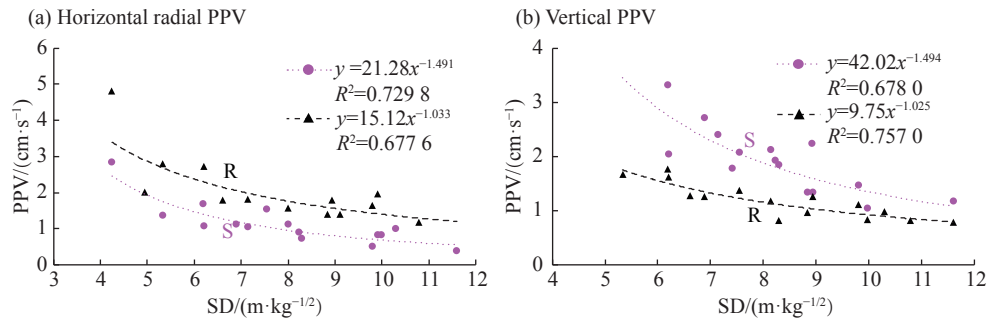 (a) Horizontal radial PPV
PPV/(cm·s⁻¹)
6
5
4
3
2
1
0
y =21.28x⁻¹·⁴⁹¹
R²=0.729 8
y=15.12x⁻¹·⁰³³
R²=0.677 6
R
S
4 5 6 7 8 9 10 11 12 13
SD/(m·kg⁻¹/²)
(b) Vertical PPV
PPV/(cm·s⁻¹)
4
3
2
1
0
y=42.02x⁻¹·⁴⁹⁴
R²=0.678 0
y=9.75x⁻¹·⁰²⁵
R²=0.757 0
S
R
5 6 7 8 9 10 11 12
SD/(m·kg⁻¹/²)